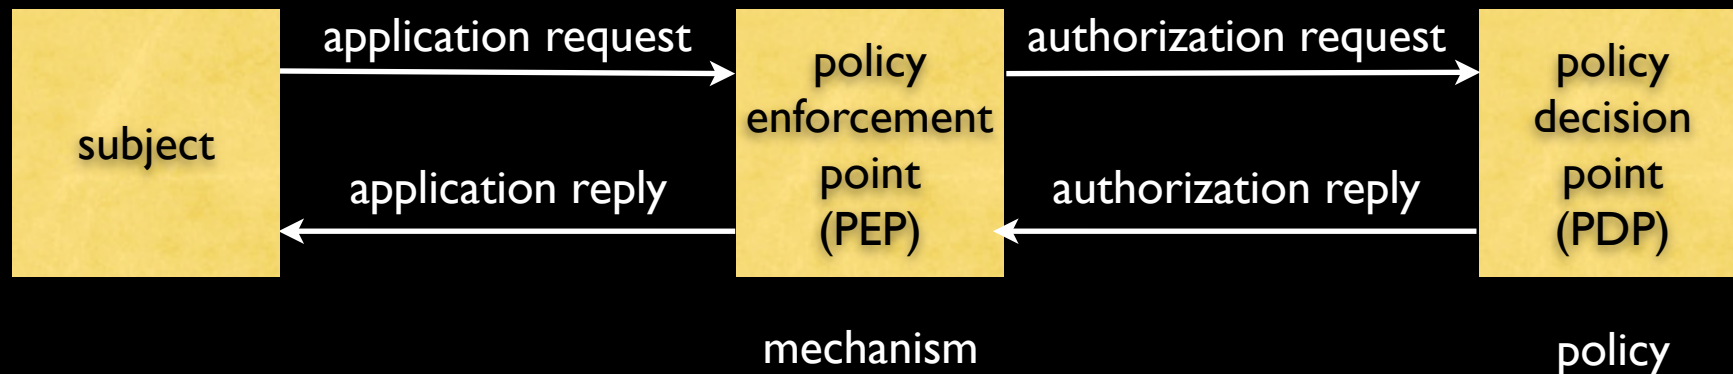 subject
application request
application reply
policy
enforcement
point
(PEP)
authorization request
authorization reply
policy
decision
point
(PDP)
mechanism
policy